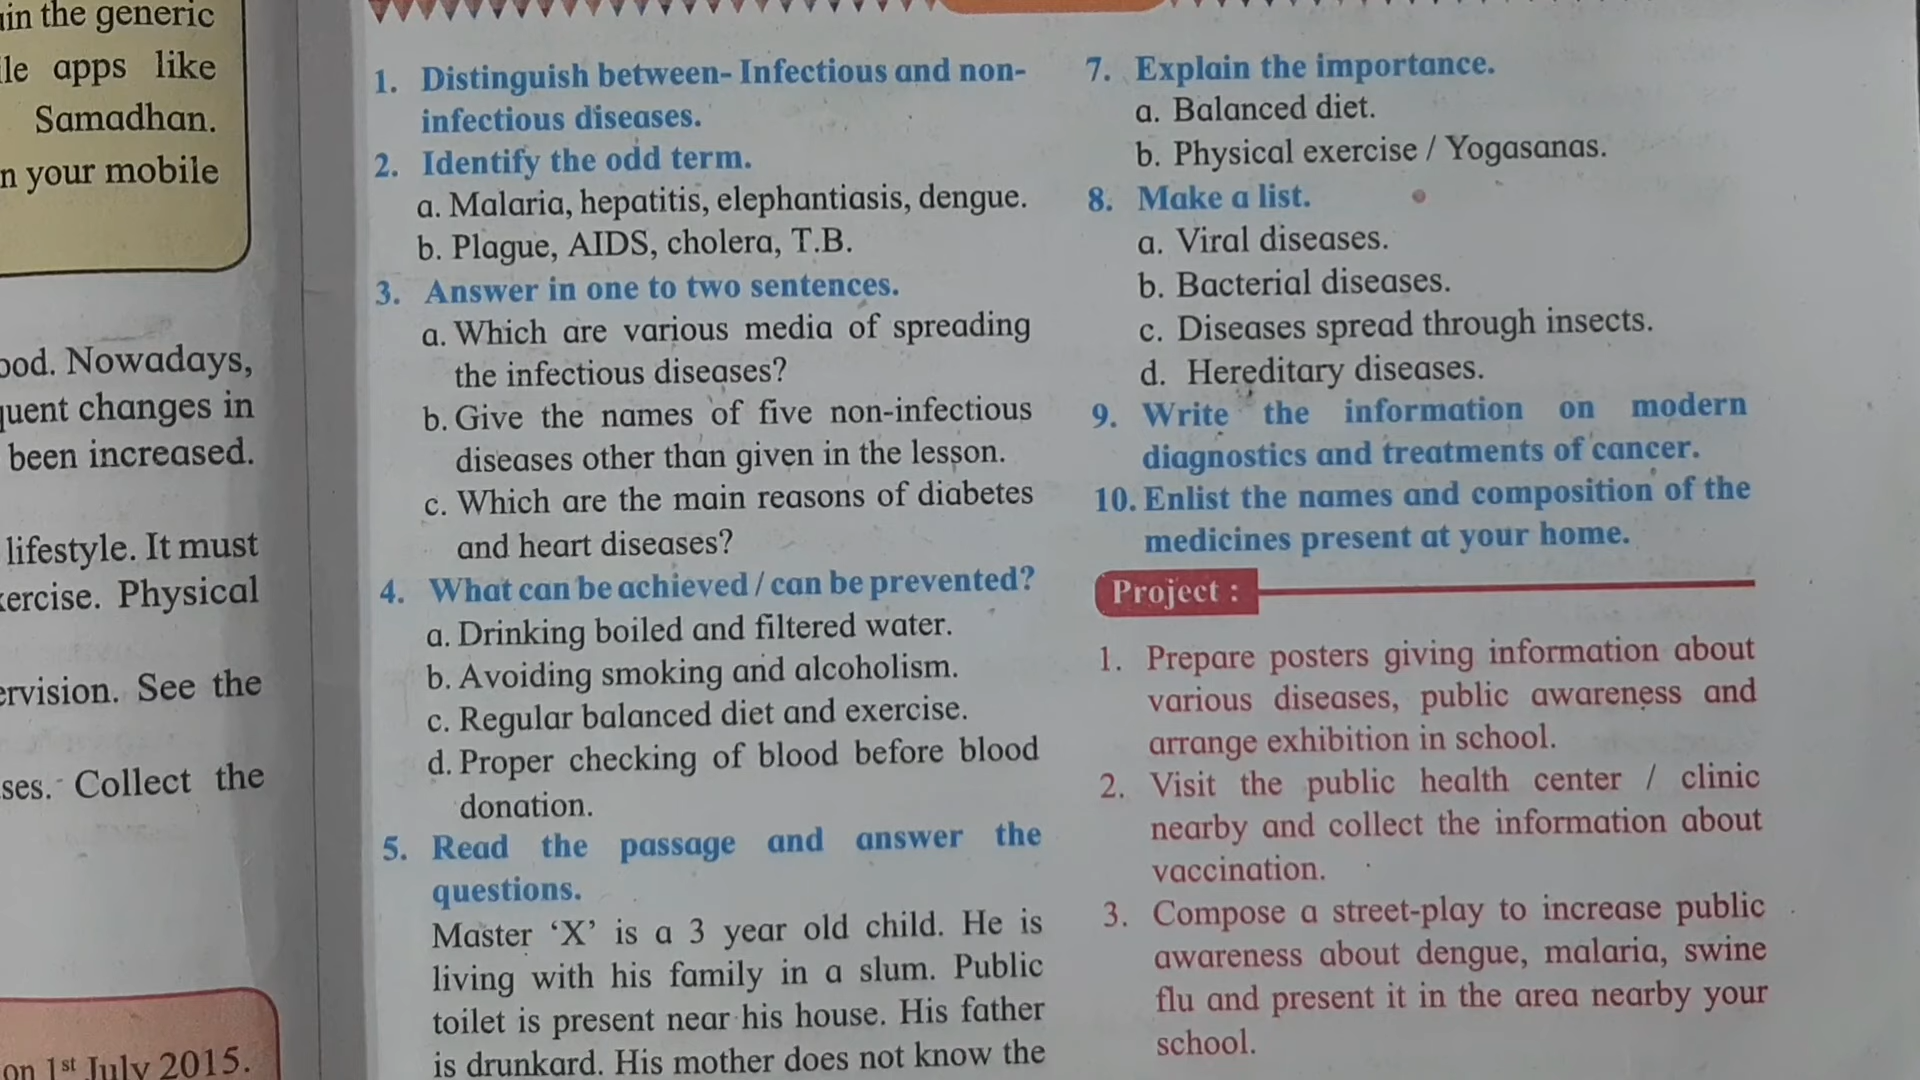 in the generic
le apps like
Samadhan.
n your mobile
ood. Nowadays,
quent changes in
been increased.
lifestyle. It must
ercise. Physical
ervision. See the
ses. Collect the
on 1st July 2015.
1. Distinguish between- Infectious and non-
infectious diseases.
2. Identify the odd term.
a. Malaria, hepatitis, elephantiasis, dengue.
b. Plague, AIDS, cholera, T.B.
3. Answer in one to two sentences.
a. Which are various media of spreading
the infectious diseases?
b. Give the names of five non-infectious
diseases other than given in the lesson.
c. Which are the main reasons of diabetes
and heart diseases?
4. What can be achieved / can be prevented?
a. Drinking boiled and filtered water.
b. Avoiding smoking and alcoholism.
c. Regular balanced diet and exercise.
d. Proper checking of blood before blood
donation.
5. Read the passage and answer the
questions.
Master ‘X’ is a 3 year old child. He is
living with his family in a slum. Public
toilet is present near his house. His father
is drunkard. His mother does not know the
7. Explain the importance.
a. Balanced diet.
b. Physical exercise / Yogasanas.
8. Make a list.
a. Viral diseases.
b. Bacterial diseases.
c. Diseases spread through insects.
d. Hereditary diseases.
9. Write the information on modern
diagnostics and treatments of cancer.
10. Enlist the names and composition of the
medicines present at your home.
Project :
1. Prepare posters giving information about
various diseases, public awareness and
arrange exhibition in school.
2. Visit the public health center / clinic
nearby and collect the information about
vaccination.
3. Compose a street-play to increase public
awareness about dengue, malaria, swine
flu and present it in the area nearby your
school.